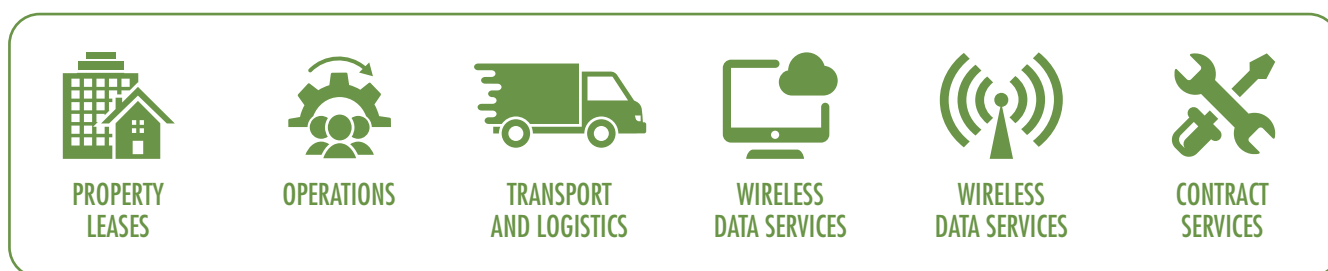 PROPERTY
LEASES
OPERATIONS
TRANSPORT
AND LOGISTICS
WIRELESS
DATA SERVICES
WIRELESS
DATA SERVICES
CONTRACT
SERVICES